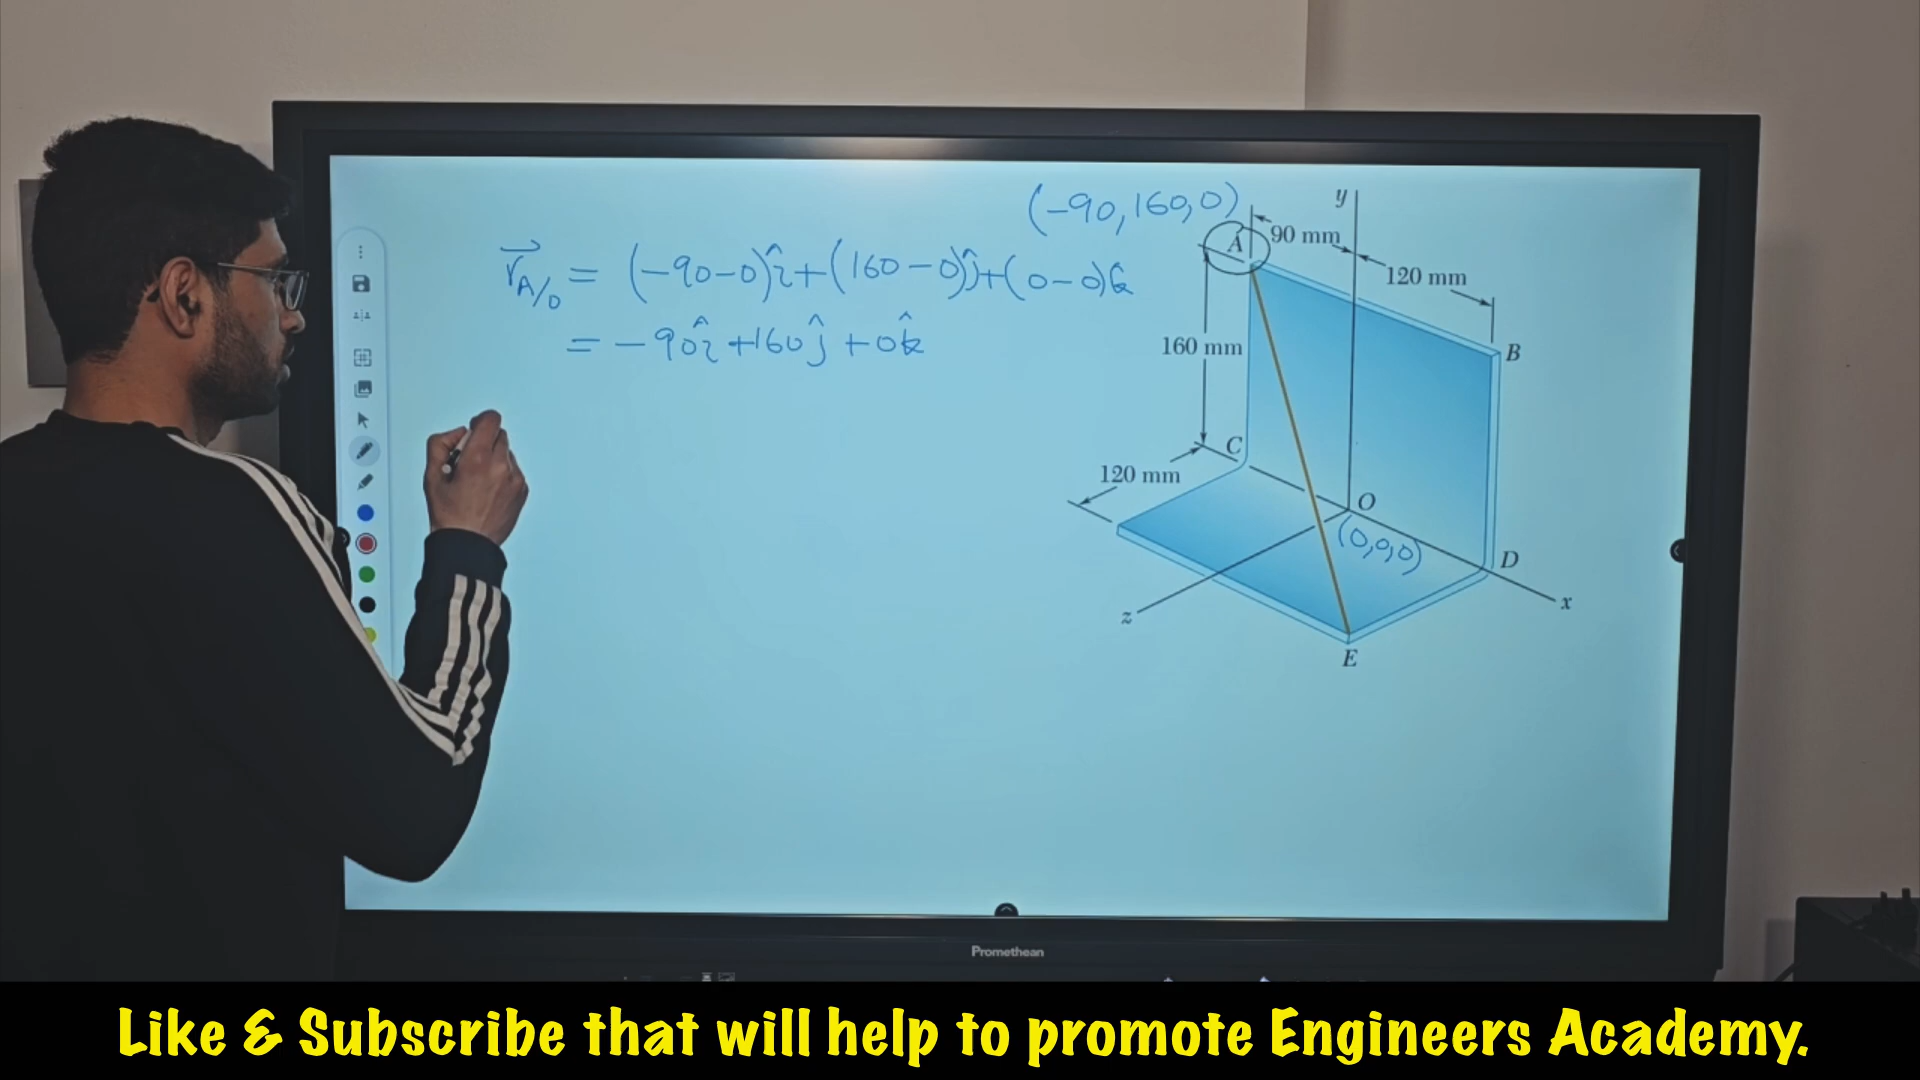 (-90,160,0)
r⃗A/O = (-90-0)î+(160-0)ĵ+(0-0)k̂
= -90î+160ĵ+0k̂
y
A
90 mm
120 mm
160 mm
B
C
120 mm
O
(0,0,0)
D
x
z
E
Promethean
Like & Subscribe that will help to promote Engineers Academy.